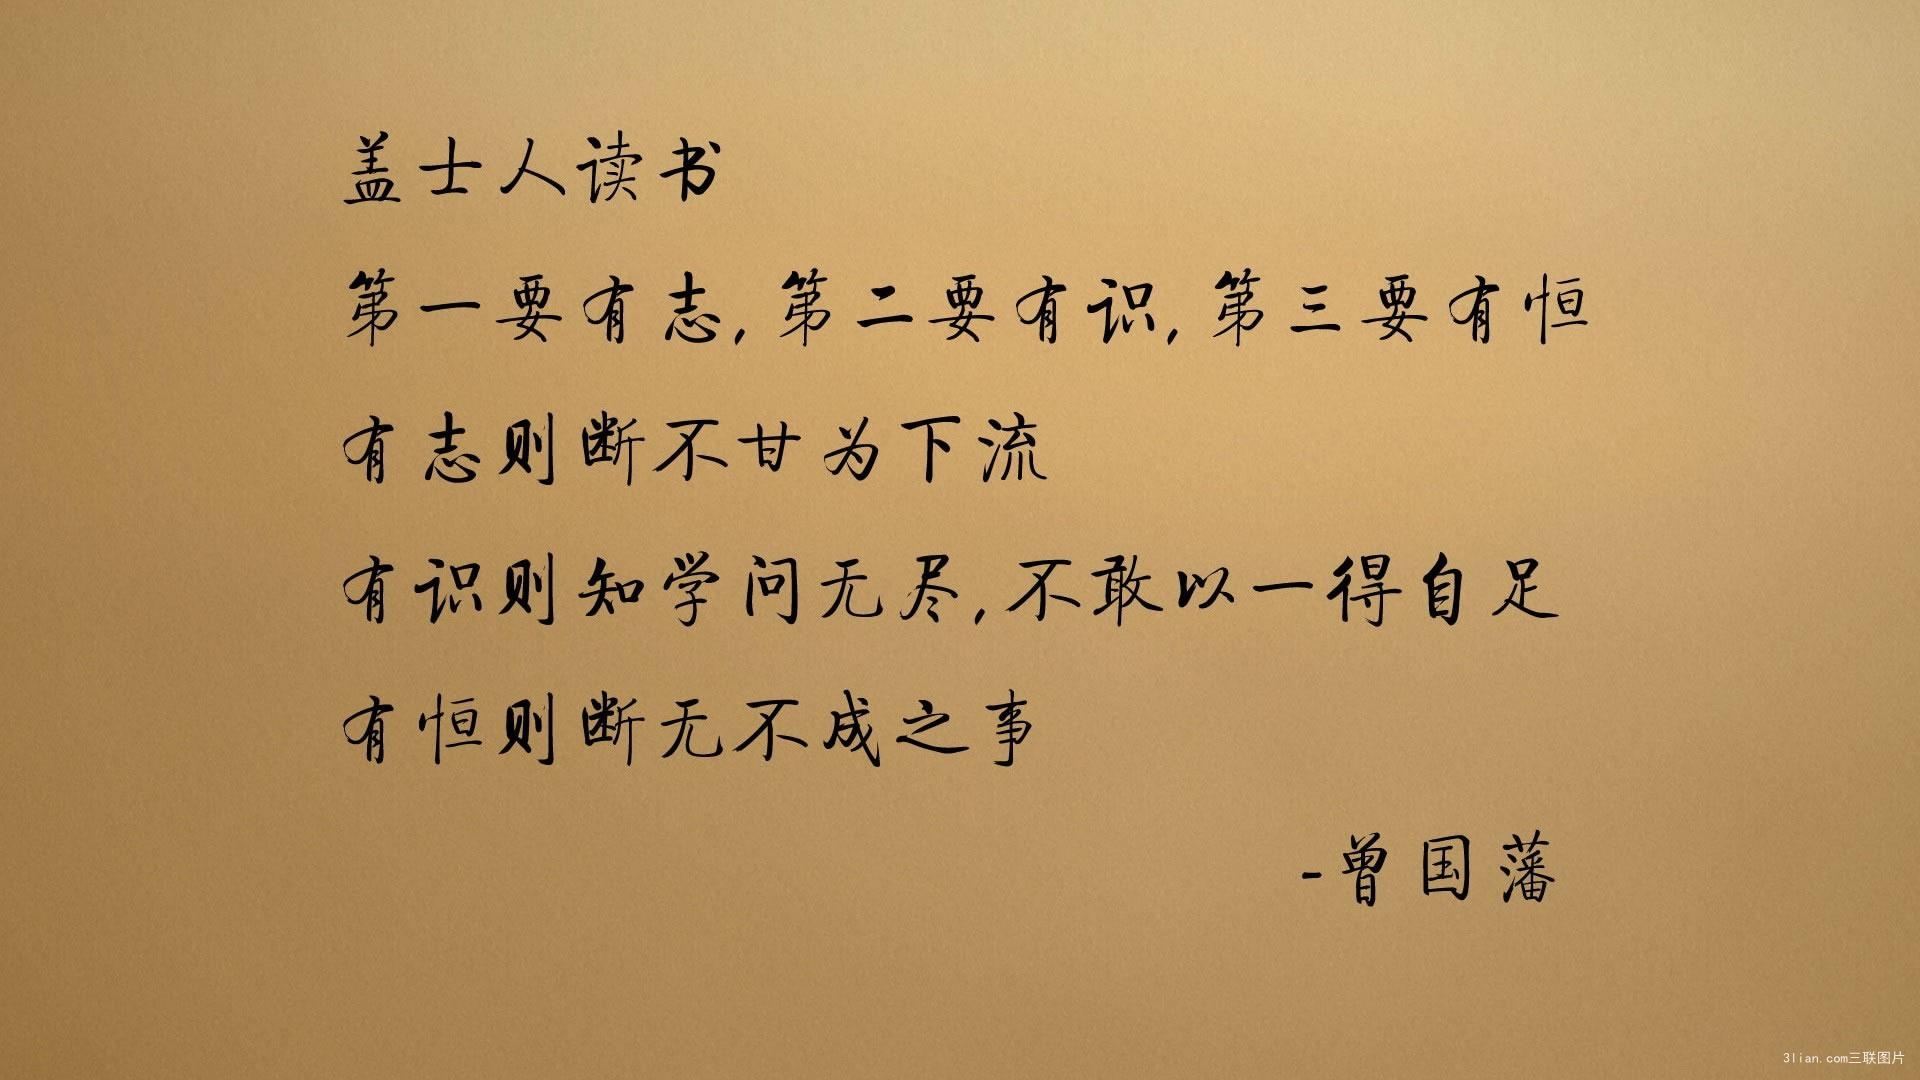 盖士人读书
第一要有志,第二要有识,第三要有恒
有志则断不甘为下流
有识则知学问无尽,不敢以一得自足
有恒则断无不成之事
-曾国藩
3lian.com三联图片